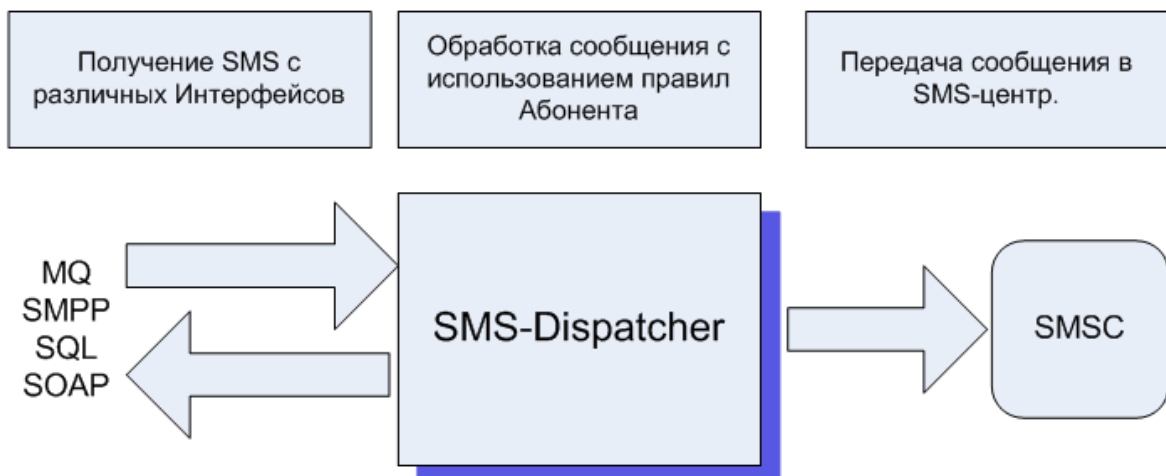 Получение SMS с
различных Интерфейсов
Обработка сообщения с
использованием правил
Абонента
Передача сообщения в
SMS-центр.
MQ
SMPP
SQL
SOAP
SMS-Dispatcher
SMSC